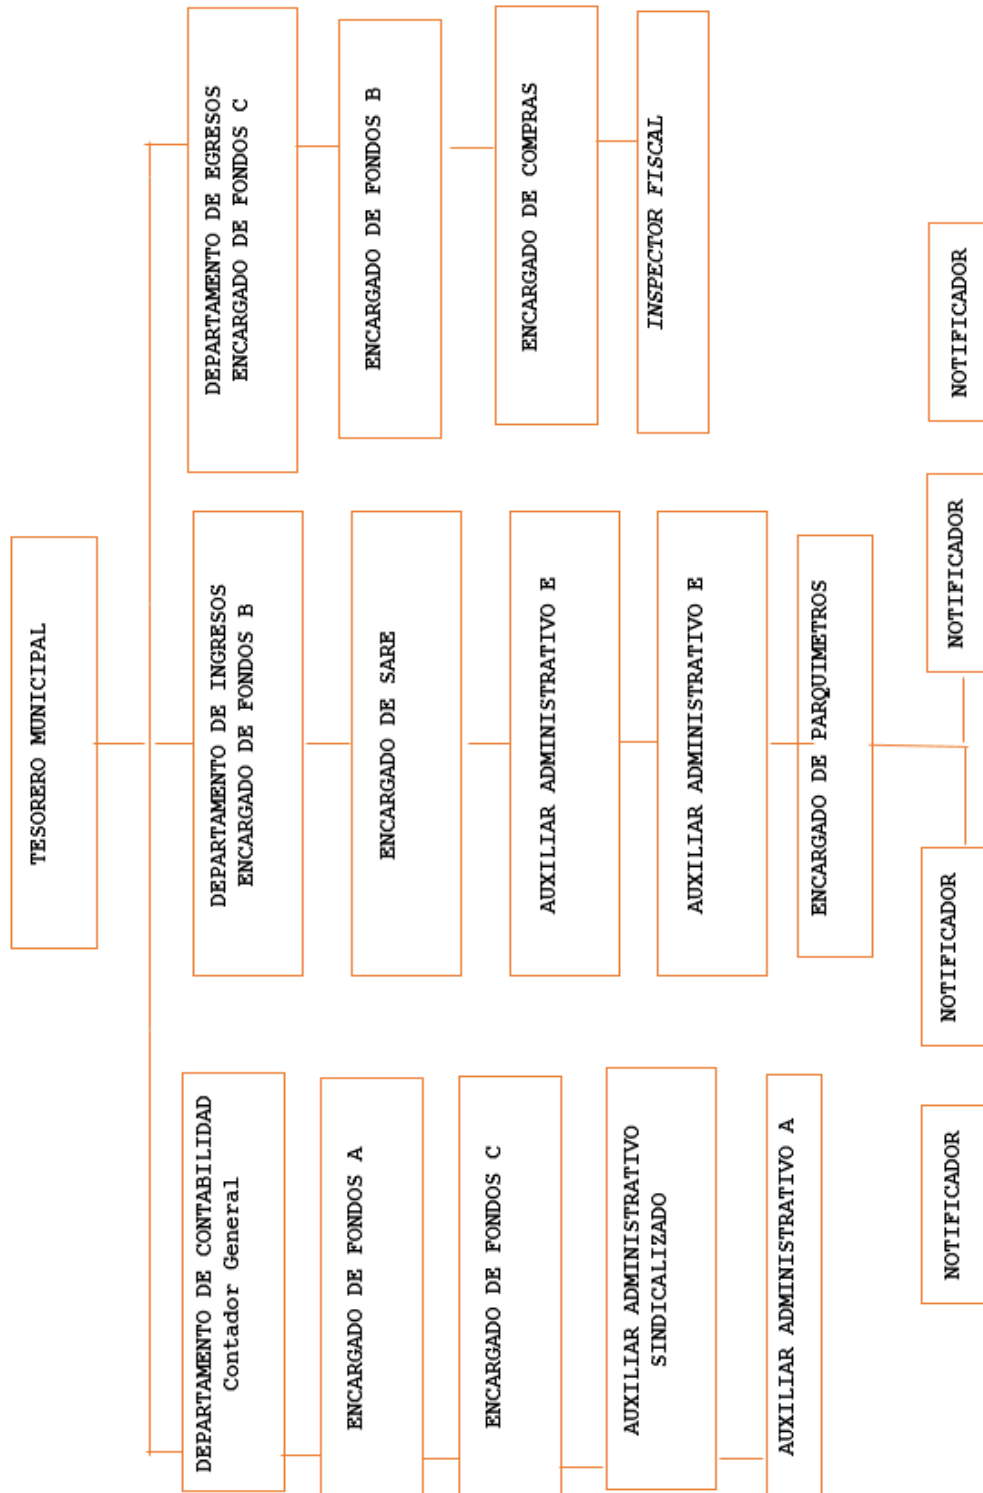 TESORERO MUNICIPAL
DEPARTAMENTO DE CONTABILIDAD
Contador General
ENCARGADO DE FONDOS A
ENCARGADO DE FONDOS C
AUXILIAR ADMINISTRATIVO
SINDICALIZADO
AUXILIAR ADMINISTRATIVO A
DEPARTAMENTO DE INGRESOS
ENCARGADO DE FONDOS B
ENCARGADO DE SARE
AUXILIAR ADMINISTRATIVO E
AUXILIAR ADMINISTRATIVO E
ENCARGADO DE PARQUIMETROS
NOTIFICADOR
NOTIFICADOR
NOTIFICADOR
NOTIFICADOR
DEPARTAMENTO DE EGRESOS
ENCARGADO DE FONDOS C
ENCARGADO DE FONDOS B
ENCARGADO DE COMPRAS
INSPECTOR FISCAL